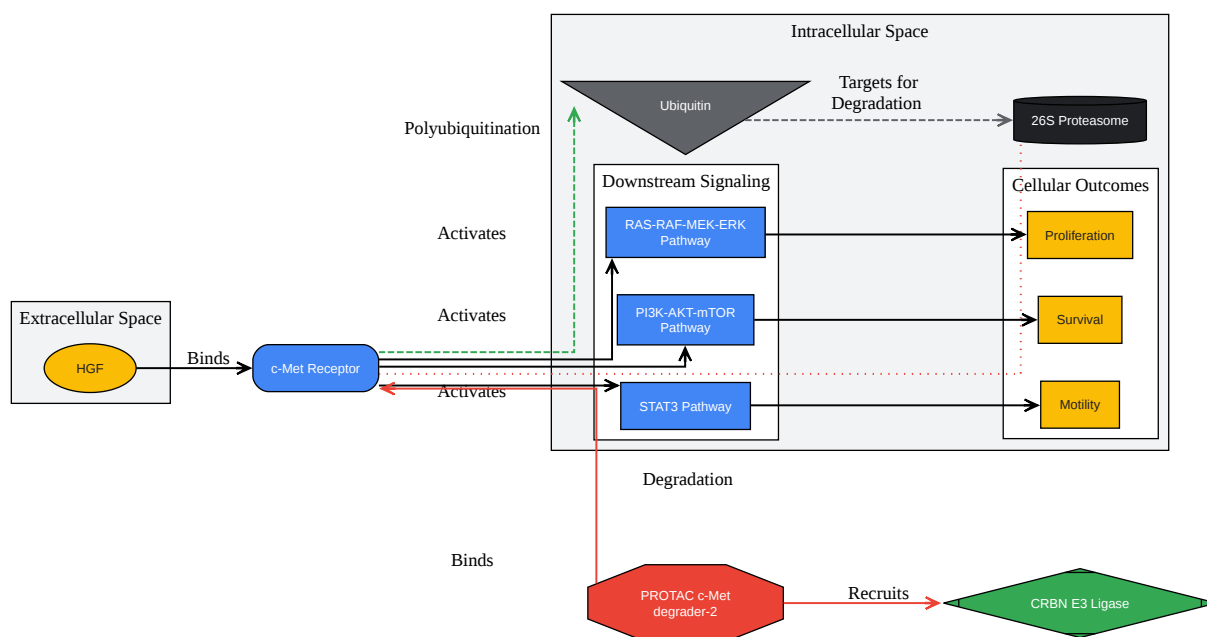 Intracellular Space
Ubiquitin
Targets for
Degradation
26S Proteasome
Polyubiquitination
Downstream Signaling
Cellular Outcomes
RAS-RAF-MEK-ERK
Pathway
Activates
Proliferation
Extracellular Space
Activates
PI3K-AKT-mTOR
Pathway
Survival
HGF
Binds
c-Met Receptor
Activates
STAT3 Pathway
Motility
Degradation
Binds
PROTAC c-Met
degrader-2
Recruits
CRBN E3 Ligase